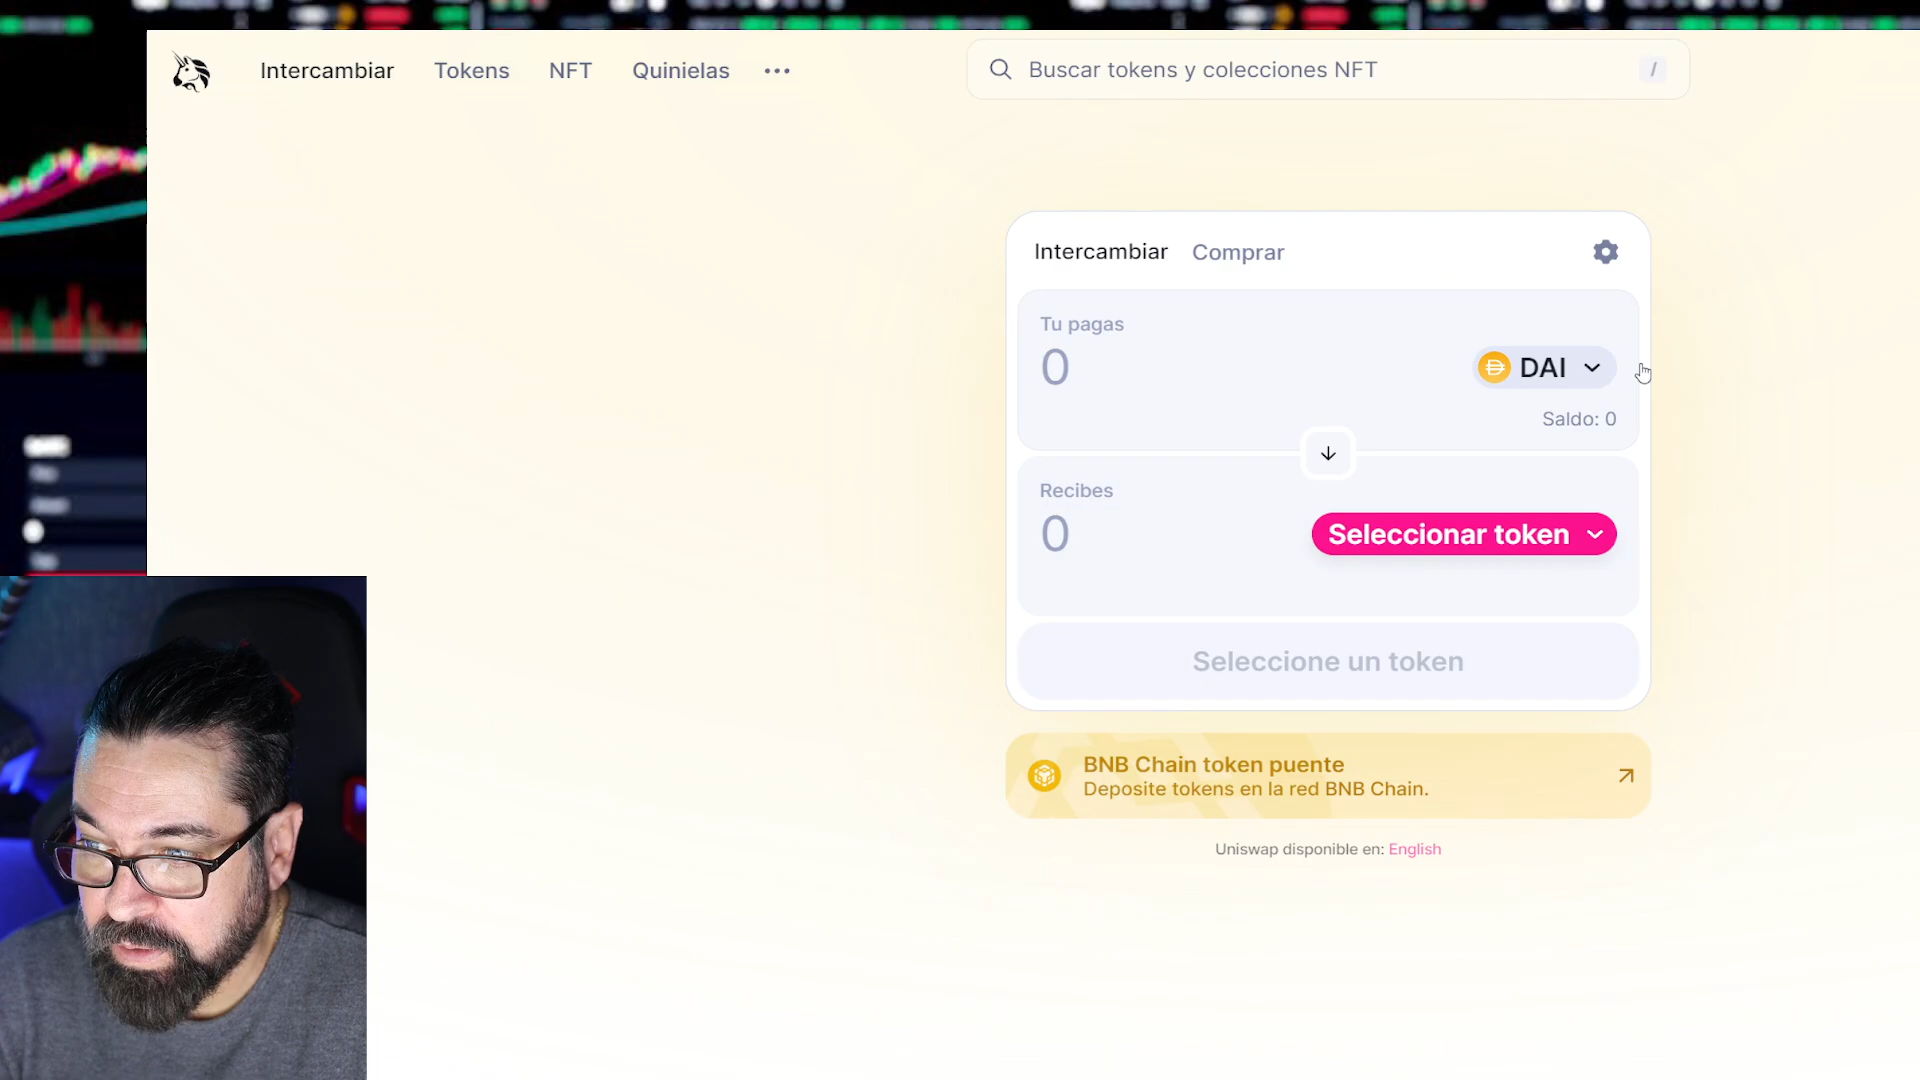 Intercambiar Tokens NFT Quinielas
Buscar tokens y colecciones NFT /
Intercambiar Comprar
Tu pagas
0 DAI
Saldo: 0
Recibes
0 Seleccionar token
Seleccione un token
BNB Chain token puente
Deposite tokens en la red BNB Chain.
Uniswap disponible en: English